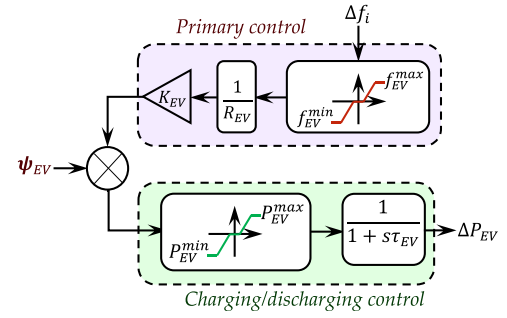 Primary control
Δf_i
K_EV
1
R_EV
f_EV^max
f_EV^min
ψ_EV
P_EV^max
P_EV^min
1
1 + sτ_EV
ΔP_EV
Charging/discharging control